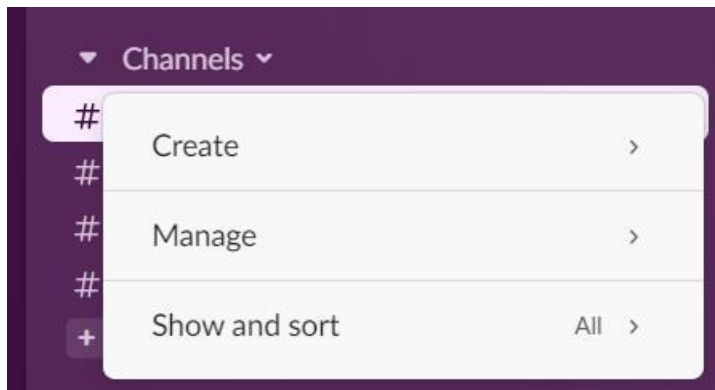 Channels
#
Create
#
Manage
#
#
Show and sort All
+